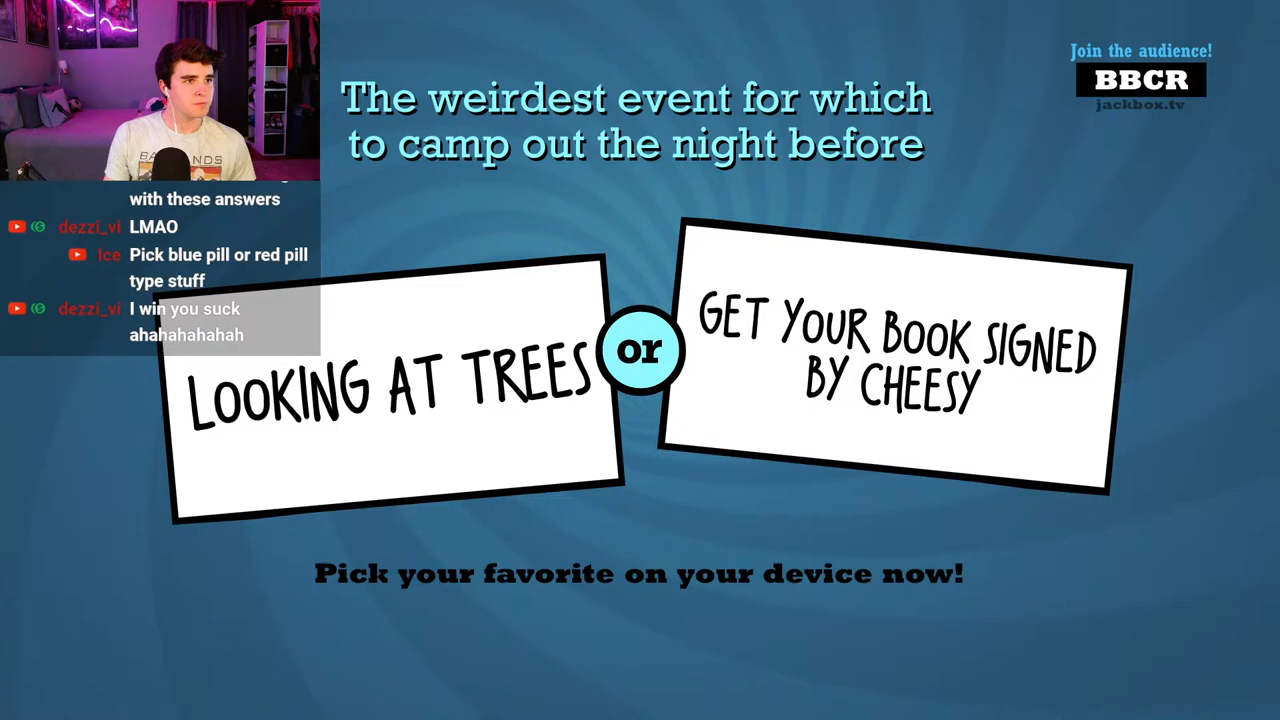 Join the audience!
BBCR
jackbox.tv
The weirdest event for which
to camp out the night before
with these answers
dezzi_vi LMAO
Ice Pick blue pill or red pill
type stuff
dezzi_vi I win you suck
ahahahahahah
LOOKING AT TREES
or
GET YOUR BOOK SIGNED
BY CHEESY
Pick your favorite on your device now!